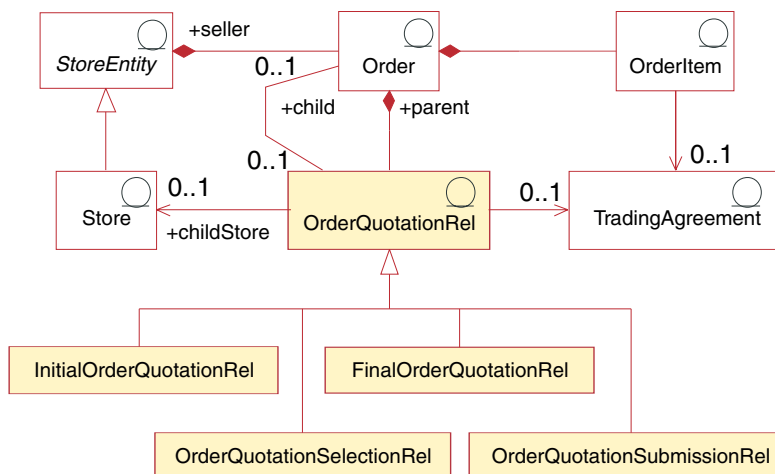 +seller
StoreEntity
Order
OrderItem
0..1
+child
+parent
0..1
0..1
0..1
0..1
Store
OrderQuotationRel
TradingAgreement
+childStore
InitialOrderQuotationRel
FinalOrderQuotationRel
OrderQuotationSelectionRel
OrderQuotationSubmissionRel